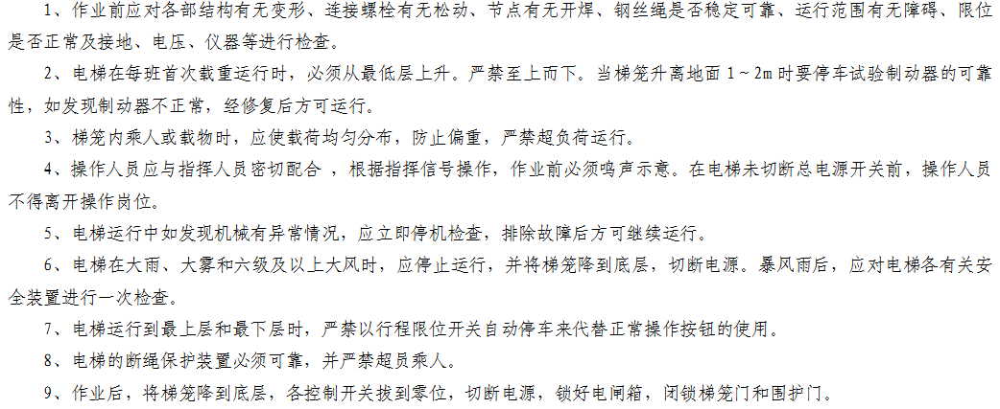 1、作业前应对各部结构有无变形、连接螺栓有无松动、节点有无开焊、钢丝绳是否稳定可靠、运行范围有无障碍、限位
是否正常及接地、电压、仪器等进行检查。
2、电梯在每班首次载重运行时，必须从最低层上升。严禁至上而下。当梯笼升离地面 1～2m 时要停车试验制动器的可靠
性，如发现制动器不正常，经修复后方可运行。
3、梯笼内乘人或载物时，应使载荷均匀分布，防止偏重，严禁超负荷运行。
4、操作人员应与指挥人员密切配合 ，根据指挥信号操作，作业前必须鸣声示意。在电梯未切断总电源开关前，操作人员
不得离开操作岗位。
5、电梯运行中如发现机械有异常情况，应立即停机检查，排除故障后方可继续运行。
6、电梯在大雨、大雾和六级及以上大风时，应停止运行，并将梯笼降到底层，切断电源。暴风雨后，应对电梯各有关安
全装置进行一次检查。
7、电梯运行到最上层和最下层时，严禁以行程限位开关自动停车来代替正常操作按钮的使用。
8、电梯的断绳保护装置必须可靠，并严禁超员乘人。
9、作业后，将梯笼降到底层，各控制开关拔到零位，切断电源，锁好电闸箱，闭锁梯笼门和围护门。